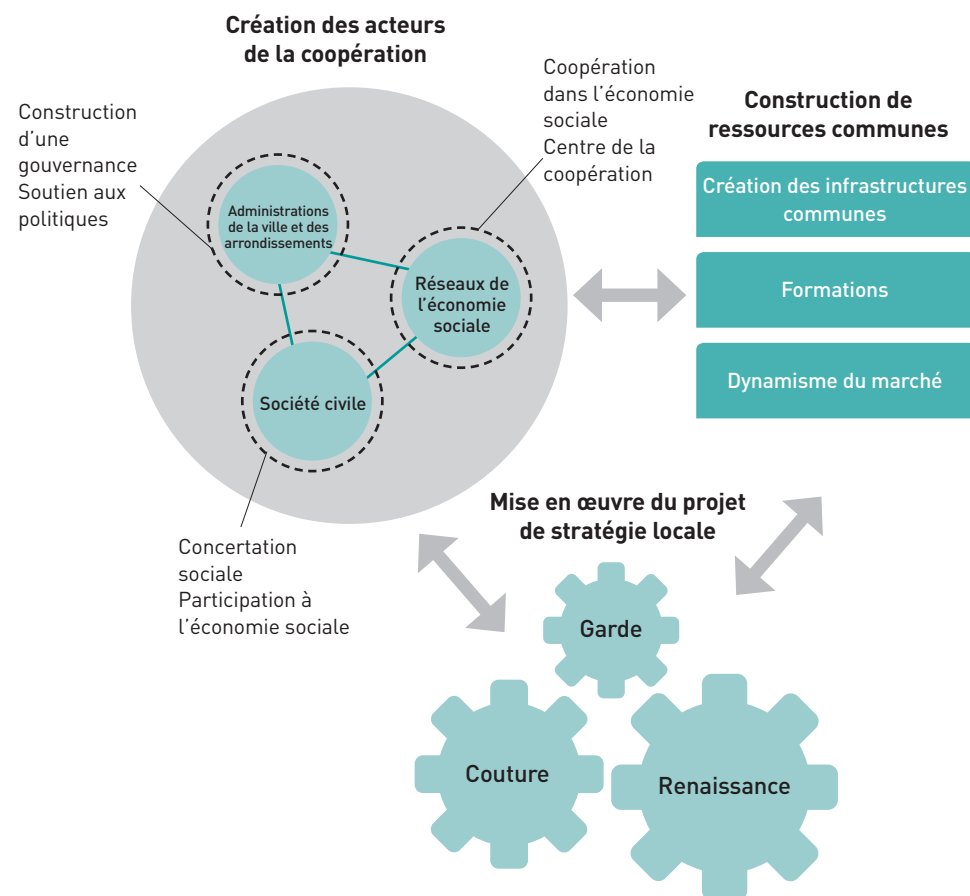 Création des acteurs
de la coopération
Construction
d'une
gouvernance
Soutien aux
politiques
Coopération
dans l'économie
sociale
Centre de la
coopération
Administrations
de la ville et des
arrondissements
Réseaux de
l'économie
sociale
Société civile
Concertation
sociale
Participation à
l'économie sociale
Construction de
ressources communes
Création des infrastructures
communes
Formations
Dynamisme du marché
Mise en œuvre du projet
de stratégie locale
Garde
Couture
Renaissance